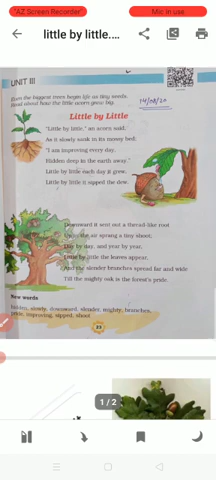 "AZ Screen Recorder"
Mic in use
little by little....
UNIT III
Even the biggest trees began life as tiny seeds.
Read about how the little acorn grew big.
14/08/20
Little by Little
"Little by little," an acorn said,
As it slowly sank in its mossy bed;
"I am improving every day,
Hidden deep in the earth away."
Little by little each day it grew,
Little by little it sipped the dew.
Downward it sent out a thread-like root
Up in the air sprang a tiny shoot.
Day by day, and year by year,
Little by little the leaves appear,
And the slender branches spread far and wide
Till the mighty oak is the forest's pride.
New words
hidden, slowly, downward, slender, mighty, branches,
pride, improving, sipped, shoot
23
1 / 2